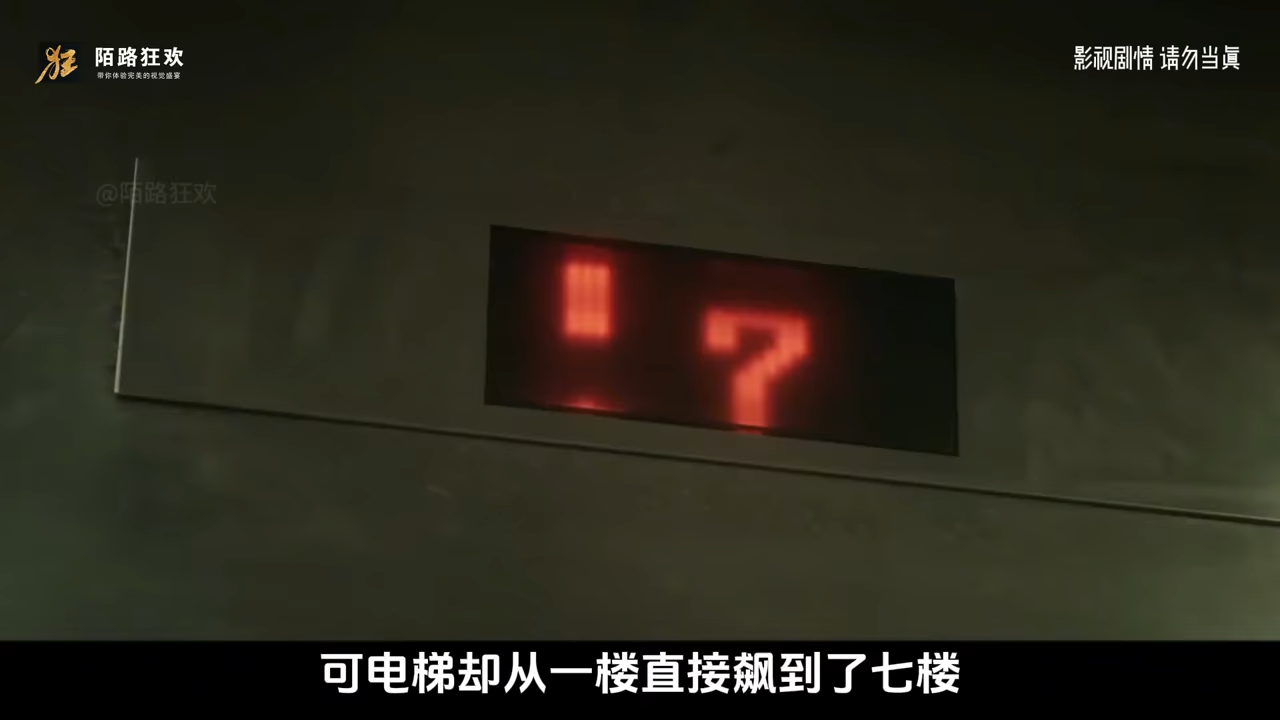 狂
陌路狂欢
带你体验完美的视觉盛宴
影视剧情 请勿当真
@陌路狂欢
7
可电梯却从一楼直接飙到了七楼